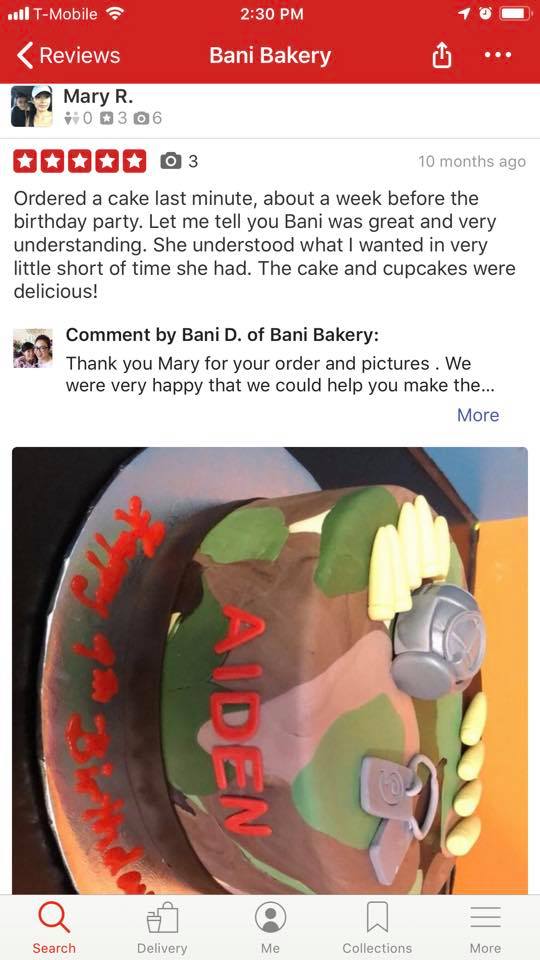 T-Mobile 2:30 PM
Reviews Bani Bakery
Mary R.
0 3 6
3 10 months ago
Ordered a cake last minute, about a week before the
birthday party. Let me tell you Bani was great and very
understanding. She understood what I wanted in very
little short of time she had. The cake and cupcakes were
delicious!
Comment by Bani D. of Bani Bakery:
Thank you Mary for your order and pictures . We
were very happy that we could help you make the...
More
AIDEN
Happy 9th Birthday
Search Delivery Me Collections More